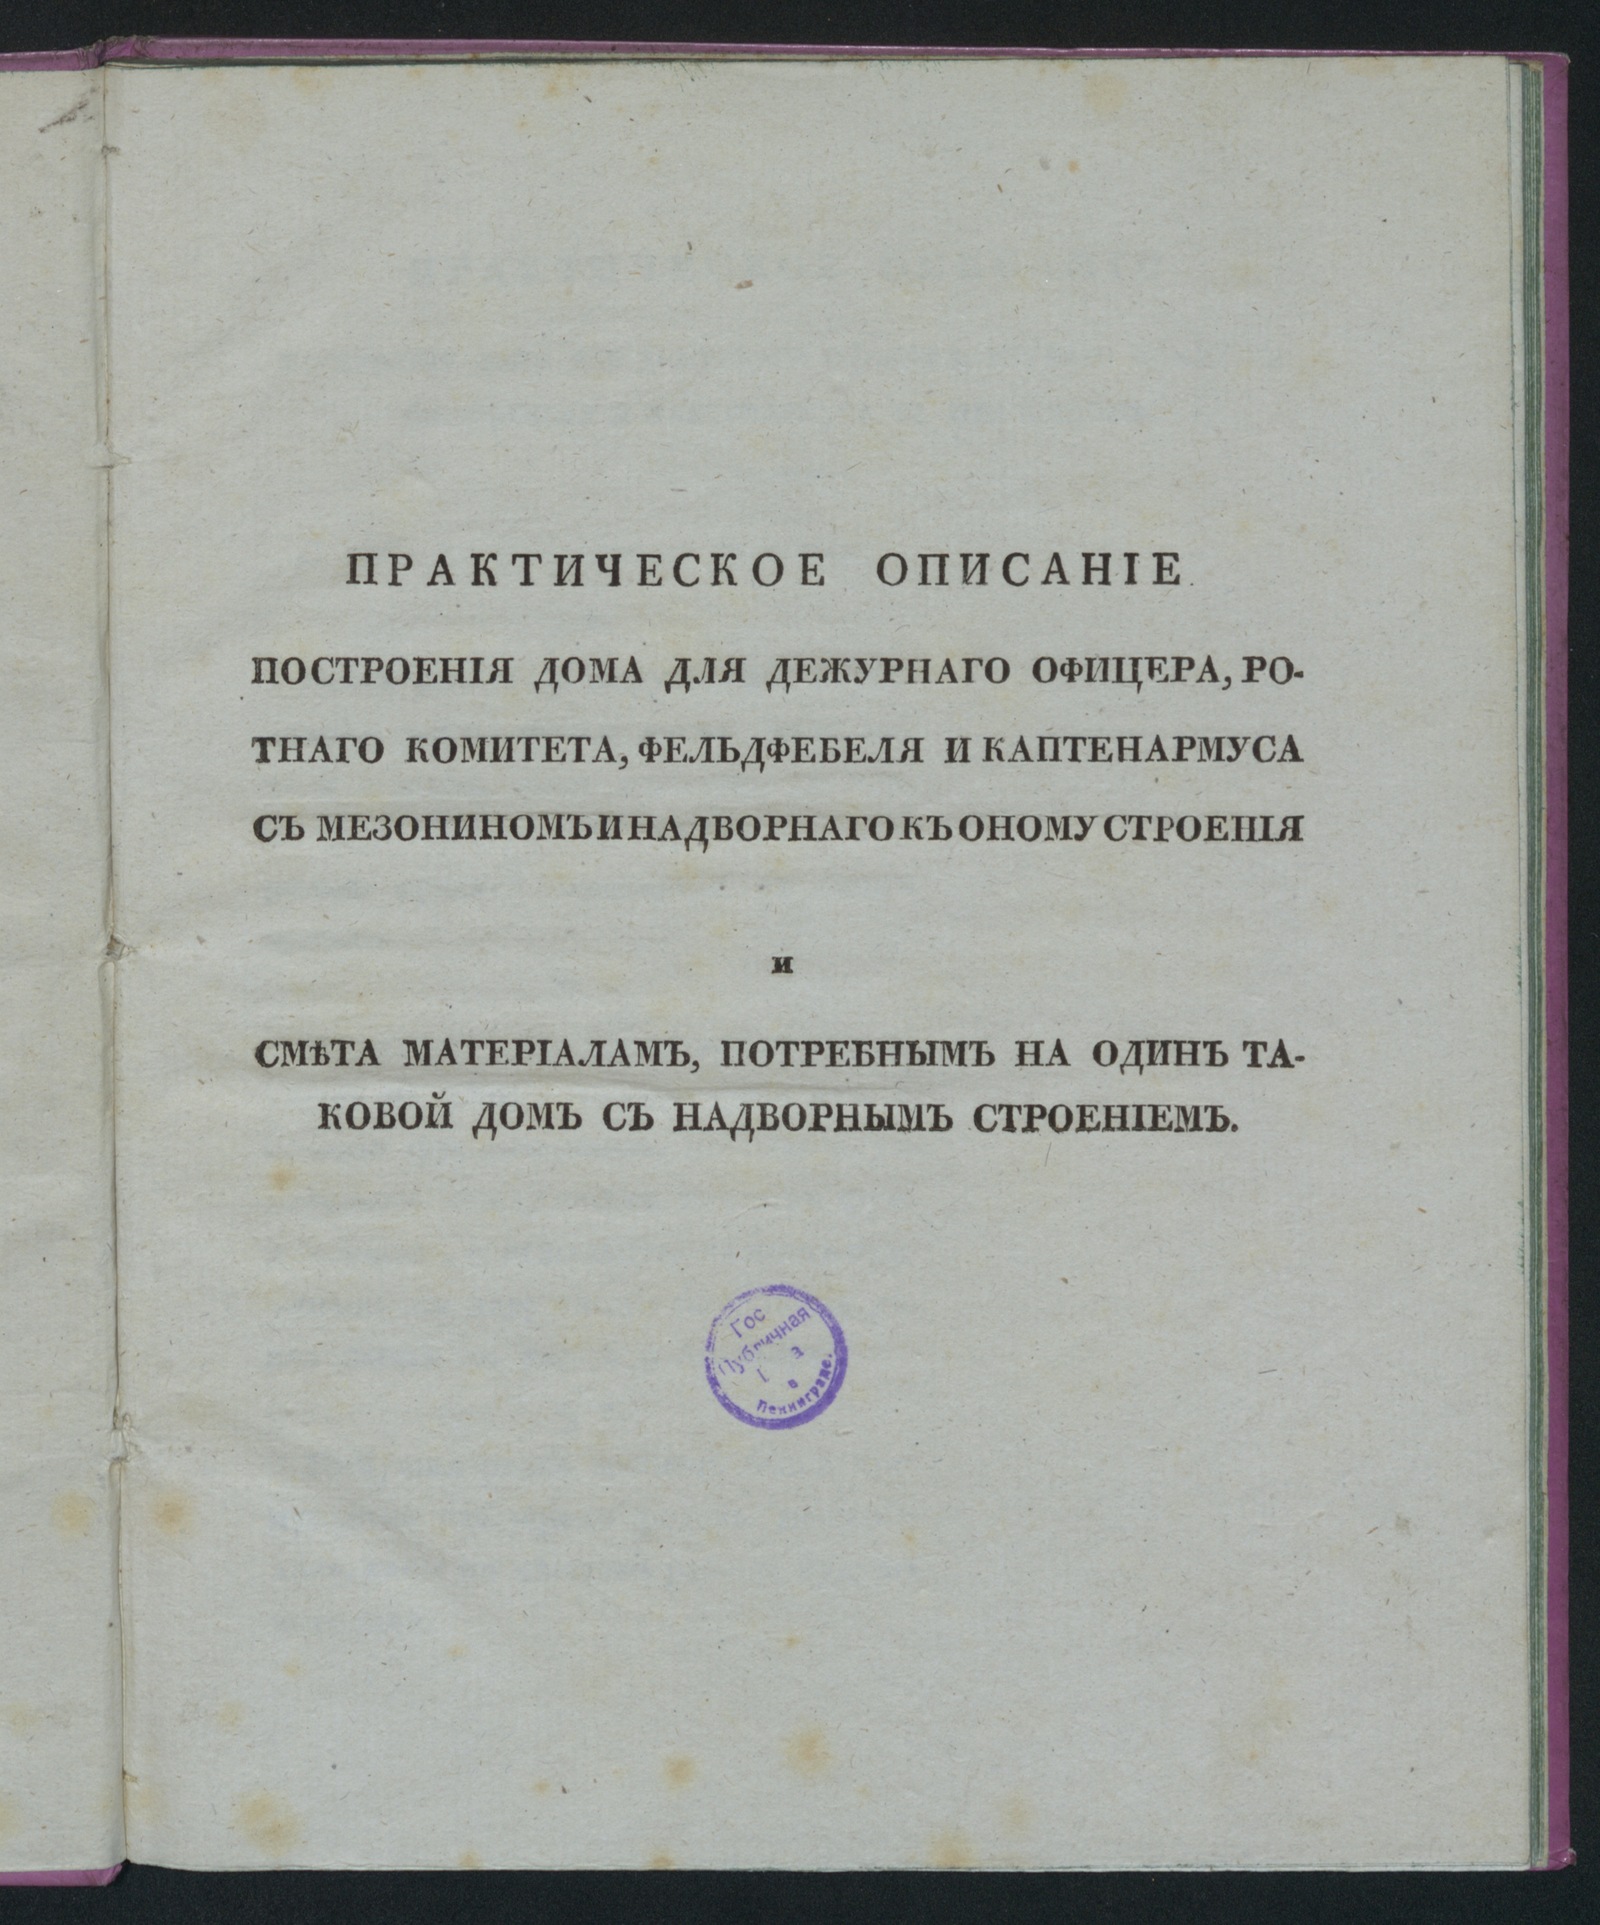 ПРАКТИЧЕСКОЕ ОПИСАНІЕ
ПОСТРОЕНІЯ ДОМА ДЛЯ ДЕЖУРНАГО ОФИЦЕРА, РО-
ТНАГО КОМИТЕТА, ФЕЛЬДФЕБЕЛЯ И КАПТЕНАРМУСА
СЪ МЕЗОНИНОМЪ И НАДВОРНАГО КЪ ОНОМУ СТРОЕНІЯ
и
СМѣТА МАТЕРІАЛАМЪ, ПОТРЕБНЫМЪ НА ОДИНЪ ТА-
КОВОЙ ДОМЪ СЪ НАДВОРНЫМЪ СТРОЕНІЕМЪ.
Гос
Публичная